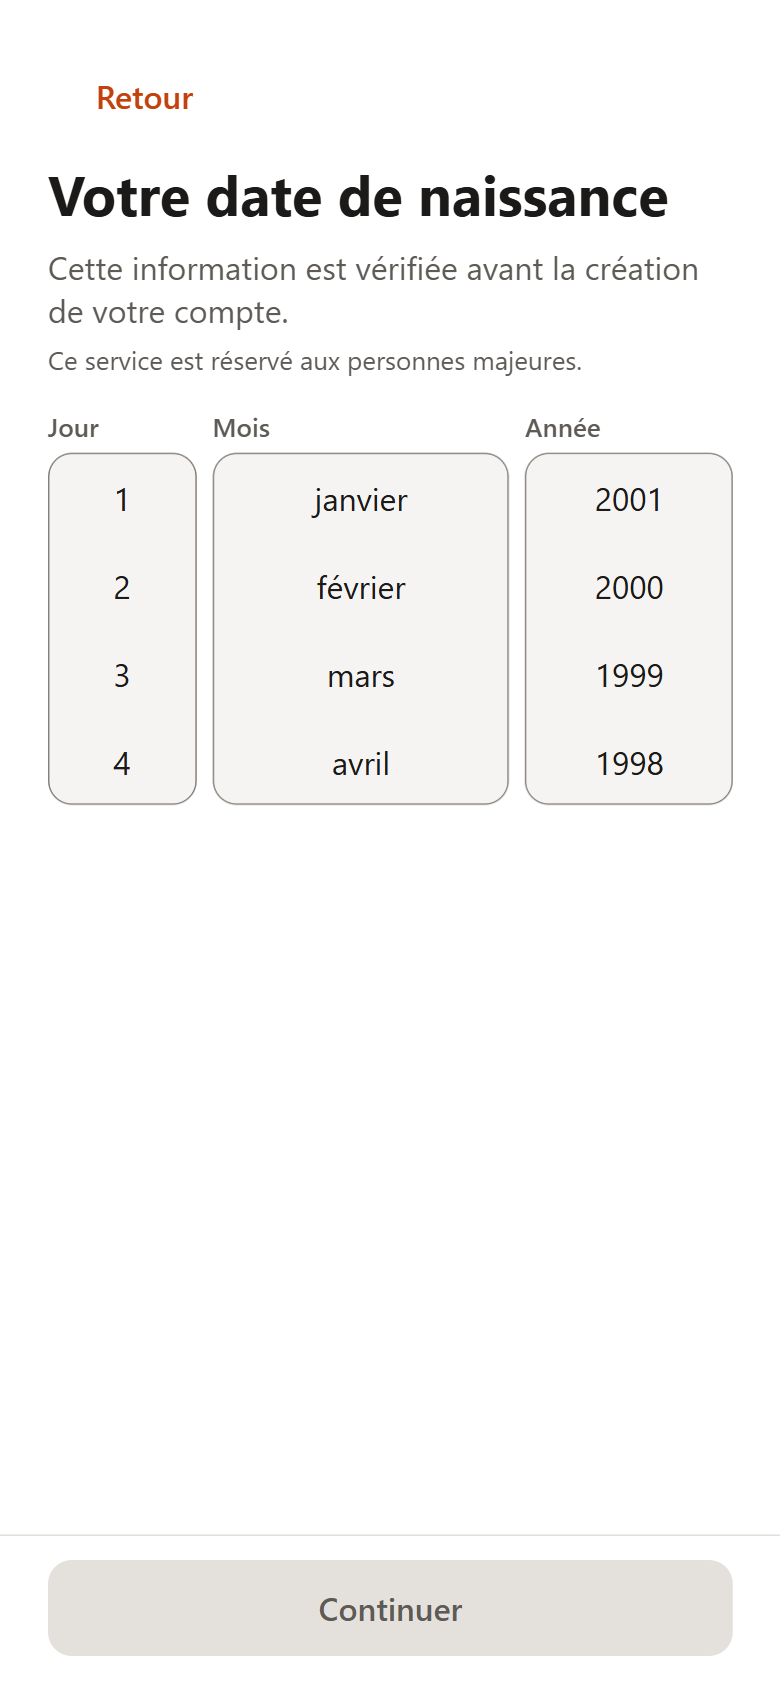 Retour
Votre date de naissance
Cette information est vérifiée avant la création
de votre compte.
Ce service est réservé aux personnes majeures.
Jour Mois Année
1 janvier 2001
2 février 2000
3 mars 1999
4 avril 1998
Continuer